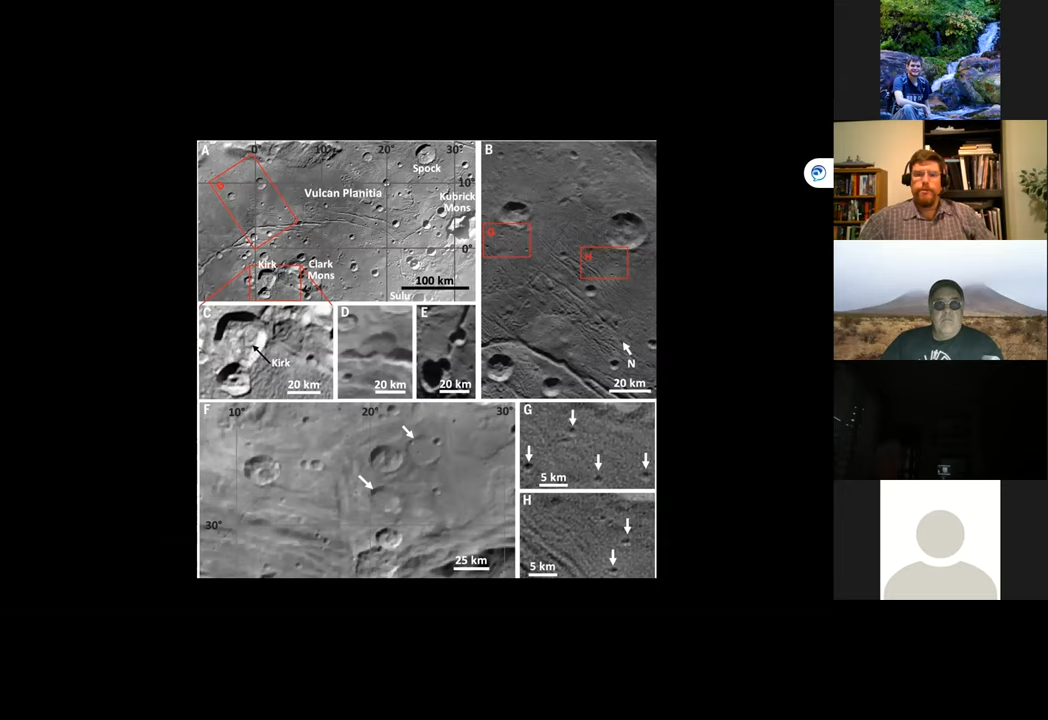 A
0°
10°
20°
30°
Spock
10°
Vulcan Planitia
Kubrick
Mons
0°
Kirk
Clark
Mons
100 km
Sulu
B
G
H
N
20 km
C
Kirk
20 km
D
20 km
E
20 km
F
10°
20°
30°
30°
25 km
G
5 km
H
5 km